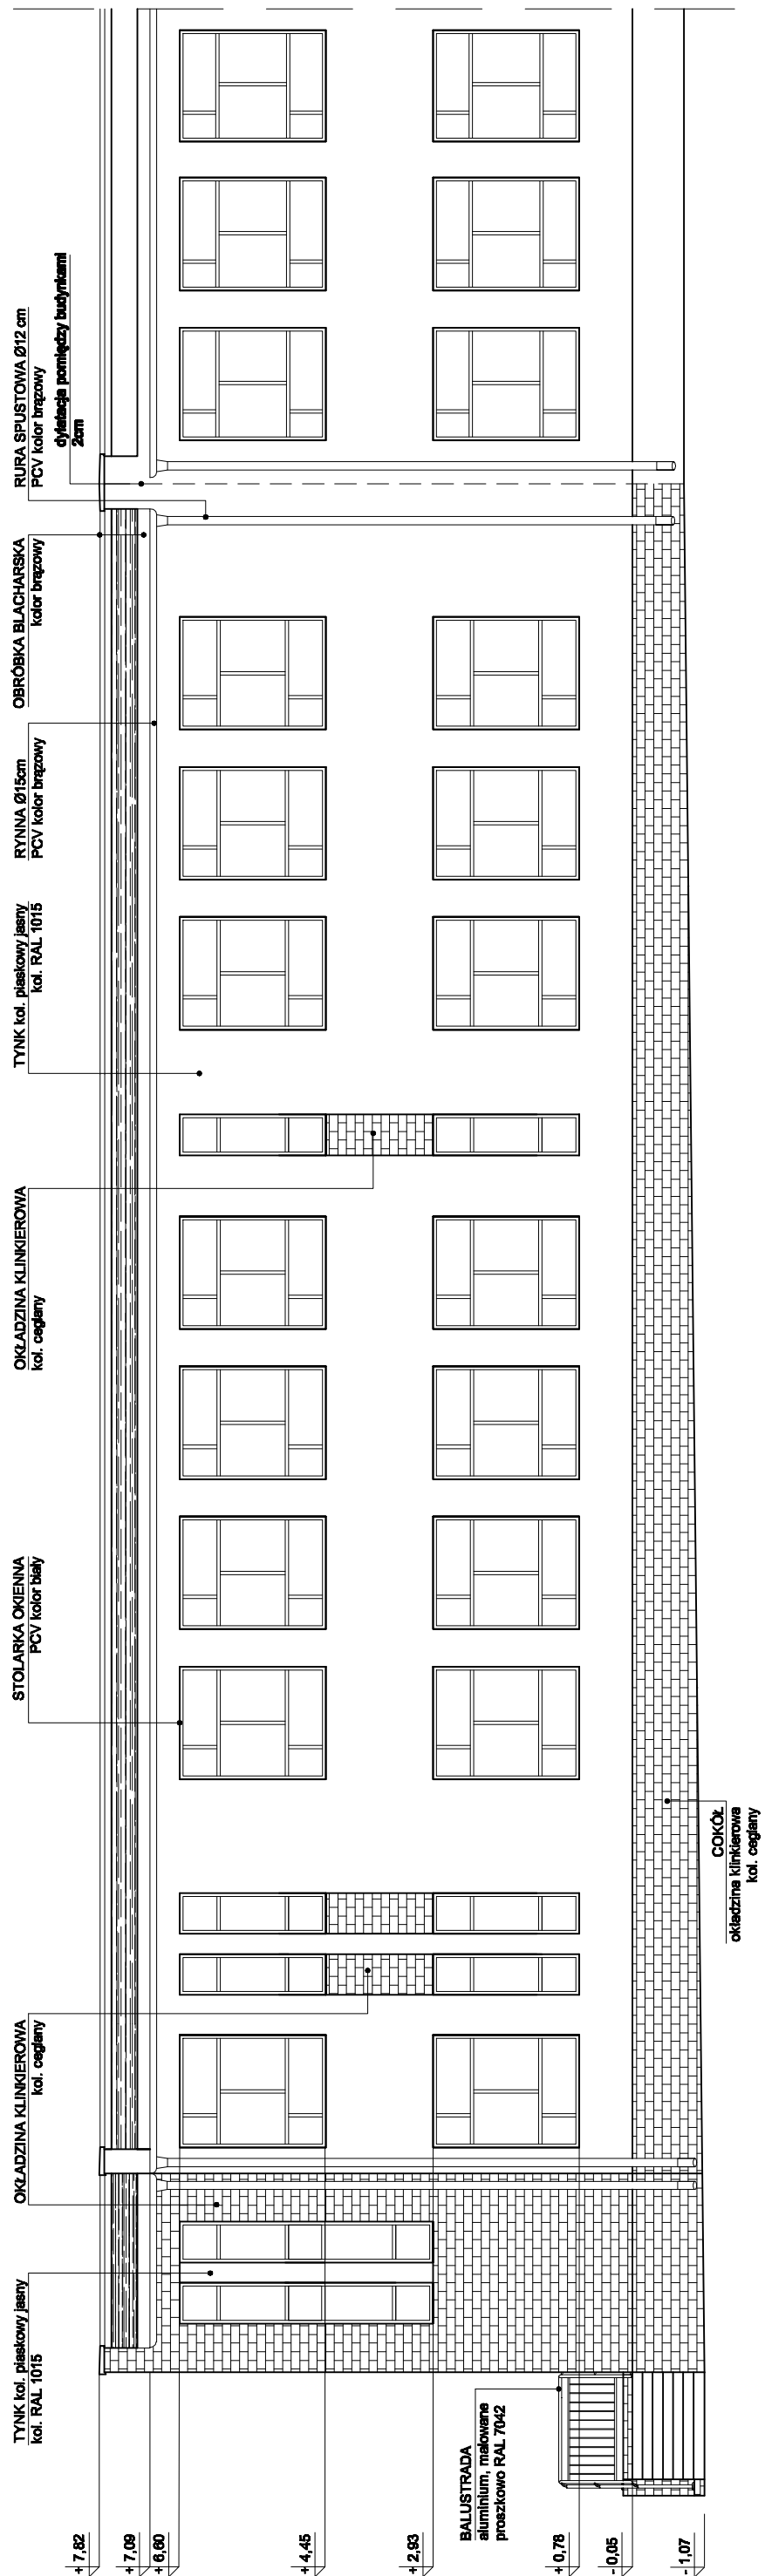 TYNK kol. piaskowy jasny
kol. RAL 1015
OKŁADZINA KLINKIEROWA
kol. ceglany
STOLARKA OKIENNA
PCV kolor biały
OKŁADZINA KLINKIEROWA
kol. ceglany
TYNK kol. piaskowy jasny
kol. RAL 1015
RYNNA Ø15cm
PCV kolor brązowy
OBRÓBKA BLACHARSKA
kolor brązowy
RURA SPUSTOWA Ø12 cm
PCV kolor brązowy
dylatacja pomiędzy budynkami
2cm
+ 7,82
+ 7,09
+ 6,60
+ 4,45
+ 2,93
+ 0,78
- 0,05
- 1,07
BALUSTRADA
aluminium, malowane
proszkowo RAL 7042
COKÓŁ
okładzina klinkierowa
kol. ceglany